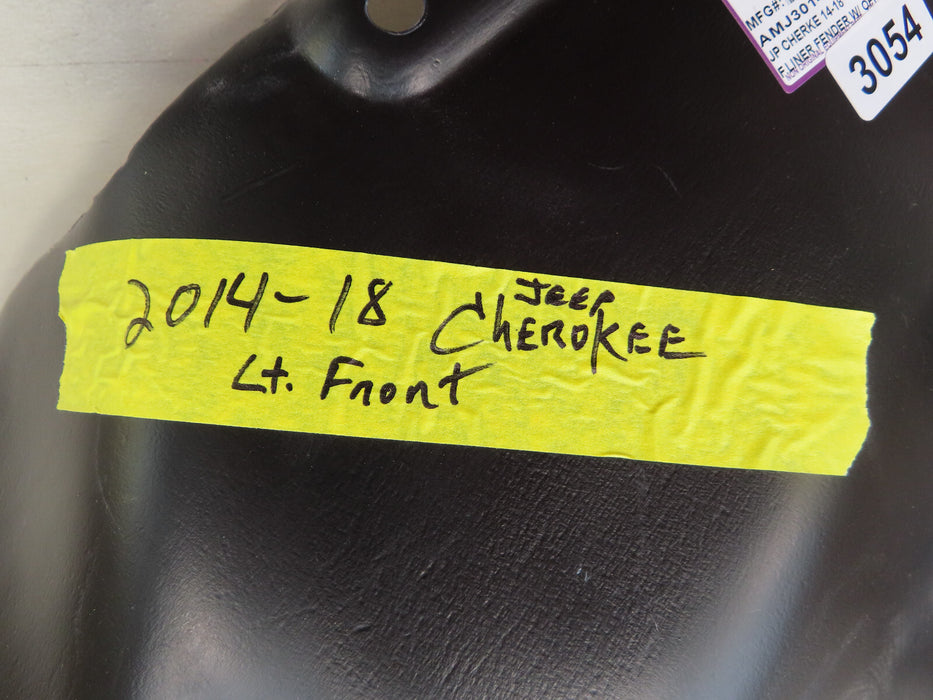 MFG#:
AMJ301
JP CHERKE 14-18
F.LINER,FENDER,W/
3054
2014-18 JEEP
CHEROKEE
Lt. Front